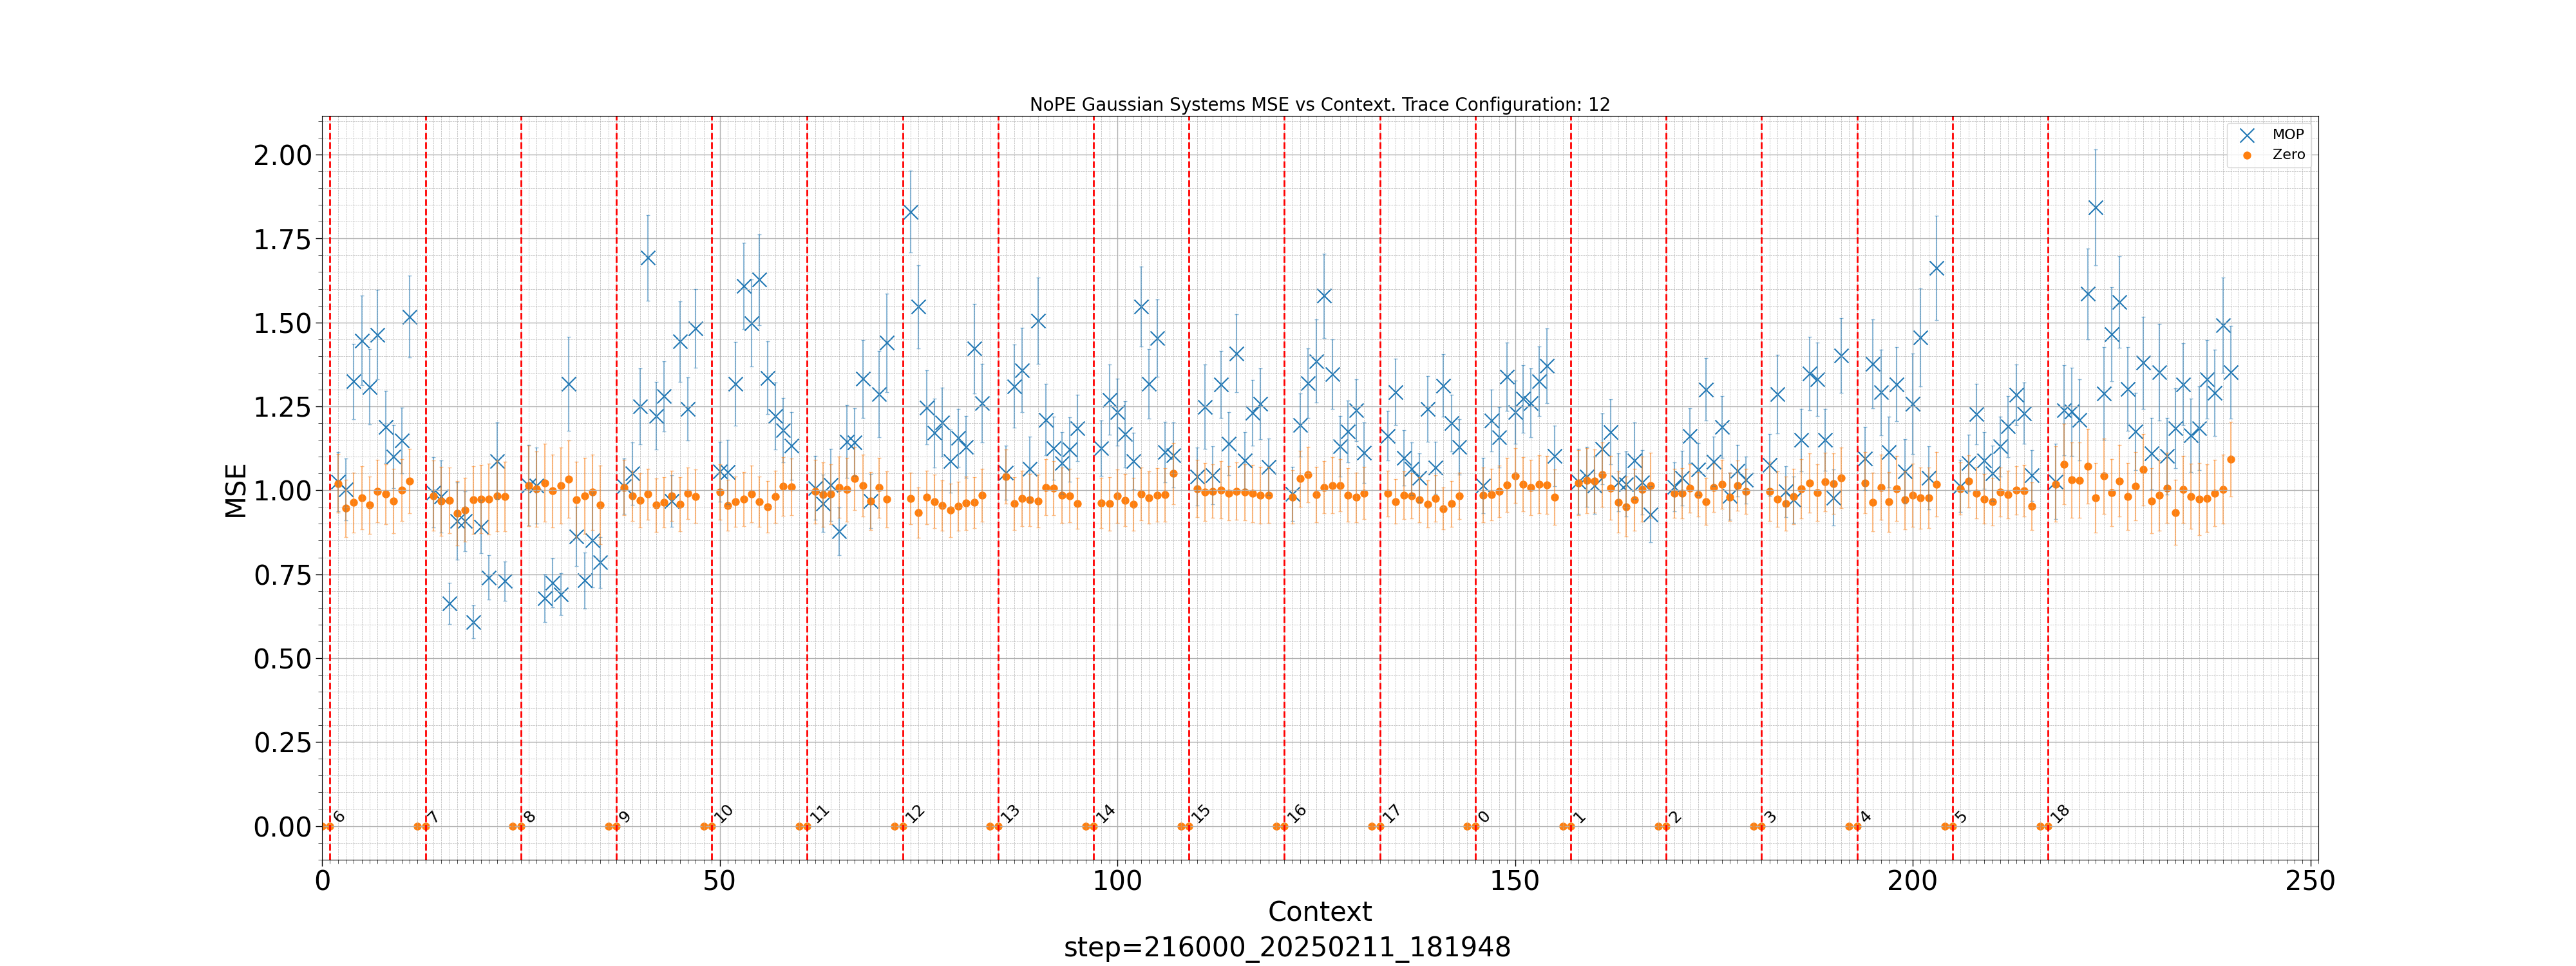 NoPE Gaussian Systems MSE vs Context. Trace Configuration: 12
MOP
Zero
2.00
1.75
1.50
1.25
1.00
0.75
0.50
0.25
0.00
MSE
6 7 8 9 10 11 12 13 14 15 16 17 0 1 2 3 4 5 18
0 50 100 150 200 250
Context
step=216000_20250211_181948